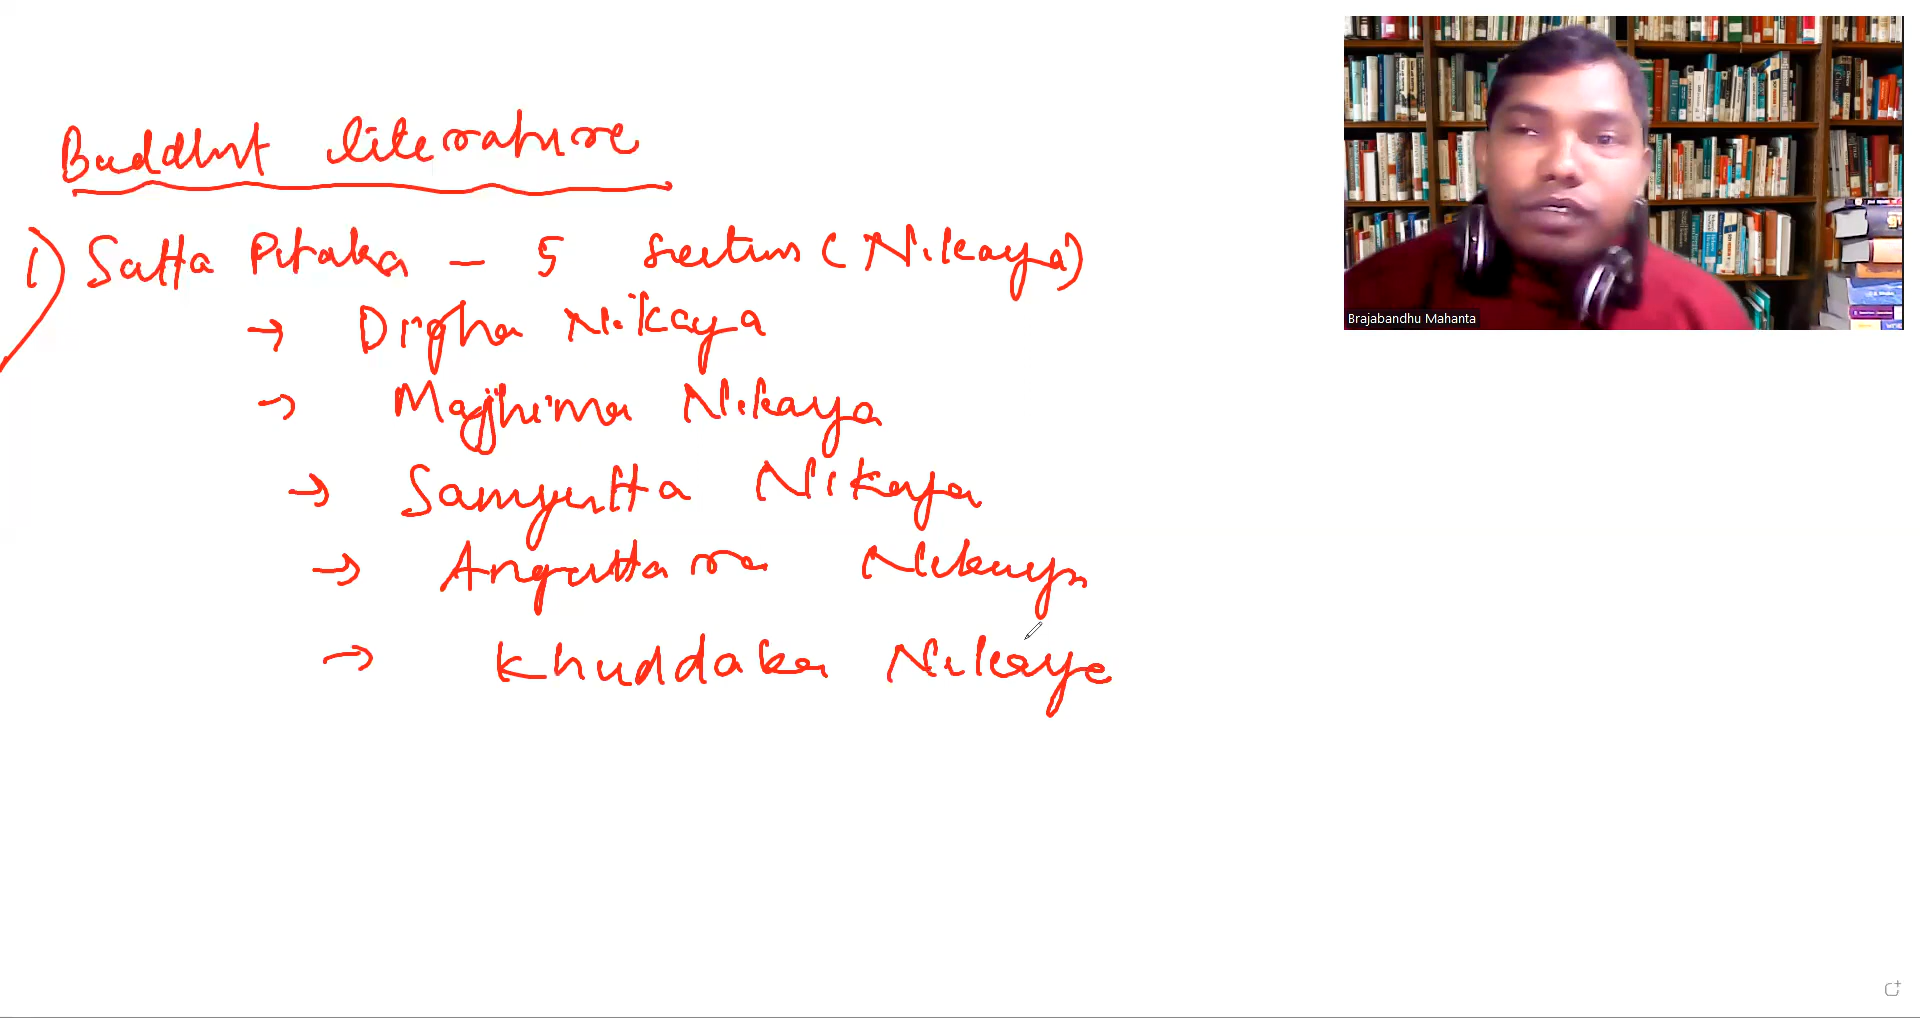 Buddhist literature
1) Sutta Pitaka - 5 sections (Nikaya)
→ Digha Nikaya
→ Majjhima Nikaya
→ Samyutta Nikaya
→ Anguttara Nikaya
→ Khuddaka Nikaya
Brajabandhu Mahanta